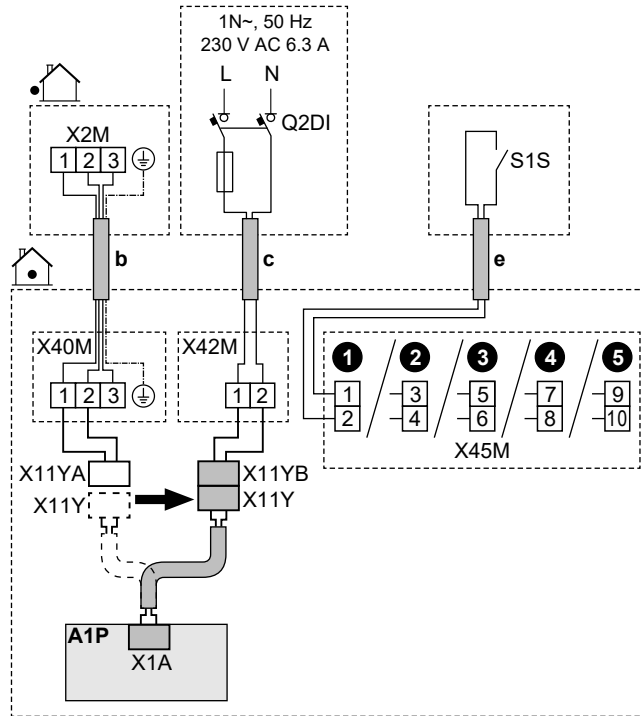 1N~, 50 Hz
230 V AC 6.3 A
L N
Q2DI
X2M
1 2 3
S1S
b
c
e
X40M
1 2 3
X42M
1 2
1 2 3 4 5
1 3 5 7 9
2 4 6 8 10
X45M
X11YA
X11YB
X11Y
X11Y
A1P
X1A